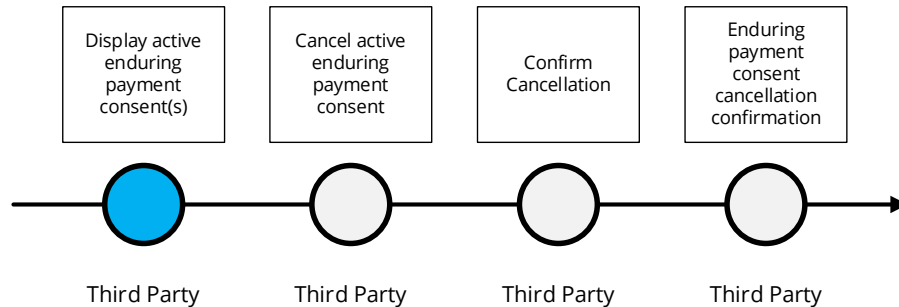 Display active
enduring
payment
consent(s)
Cancel active
enduring
payment
consent
Confirm
Cancellation
Enduring
payment
consent
cancellation
confirmation
Third Party
Third Party
Third Party
Third Party